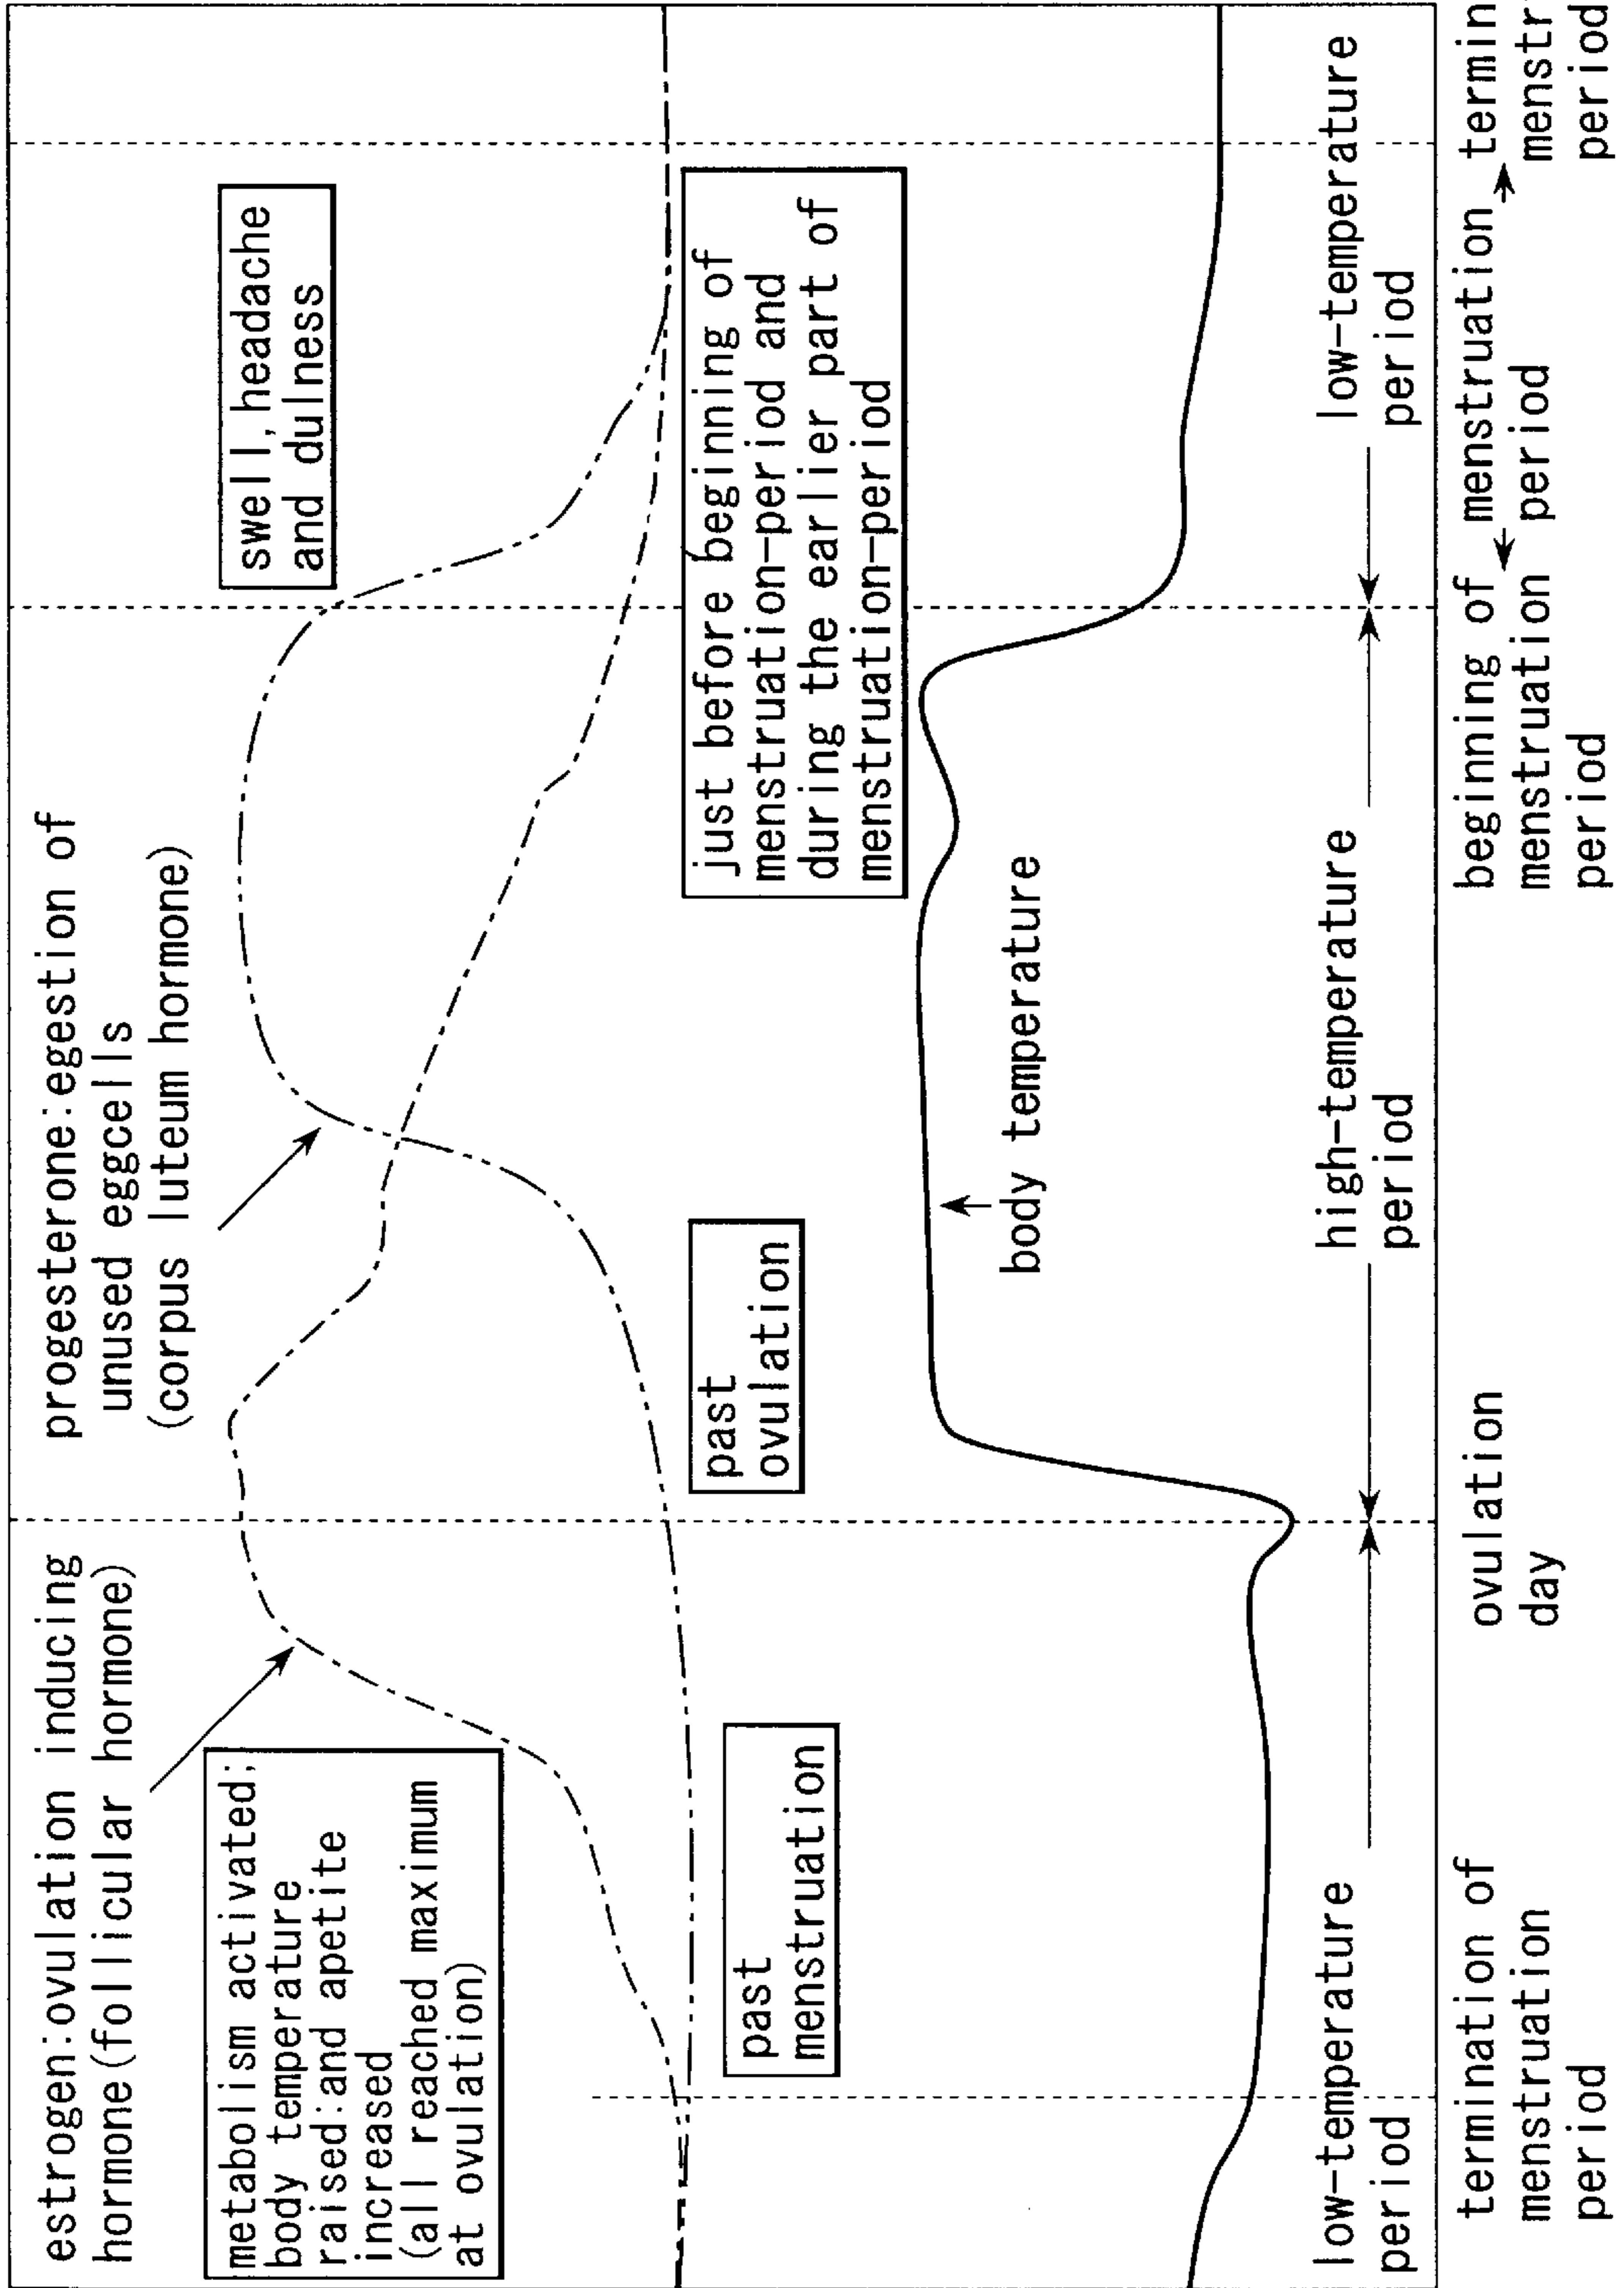 estrogen:ovulation inducing
hormone(follicular hormone)
progesterone:egestion of
unused eggcells
(corpus luteum hormone)
metabolism activated;
body temperature
raised:and apetite
increased
(all reached maximum
at ovulation)
swell,headache
and dulness
past
menstruation
past
ovulation
just before beginning of
menstruation-period and
during the earlier part of
menstruation-period
body temperature
low-temperature
period
high-temperature
period
low-temperature
period
termination of
menstruation
period
ovulation
day
beginning of
menstruation
period
menstruation
period
termin
menstr
period